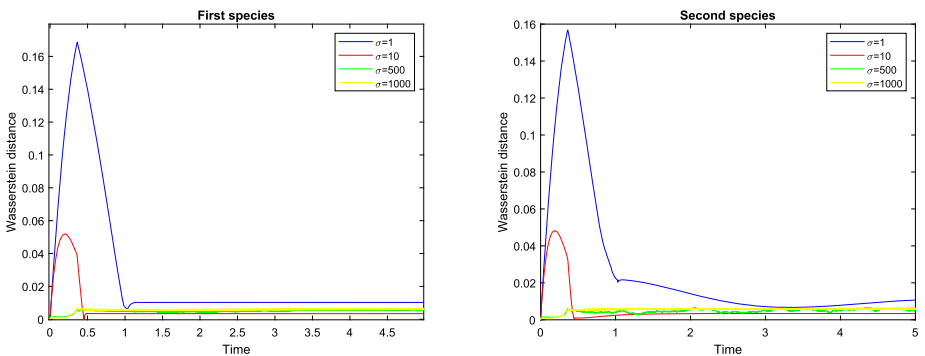 First species
Wasserstein distance
0.16
0.14
0.12
0.1
0.08
0.06
0.04
0.02
0
0 0.5 1 1.5 2 2.5 3 3.5 4 4.5
Time
σ=1
σ=10
σ=500
σ=1000
Second species
Wasserstein distance
0.16
0.14
0.12
0.1
0.08
0.06
0.04
0.02
0
0 1 2 3 4 5
Time
σ=1
σ=10
σ=500
σ=1000